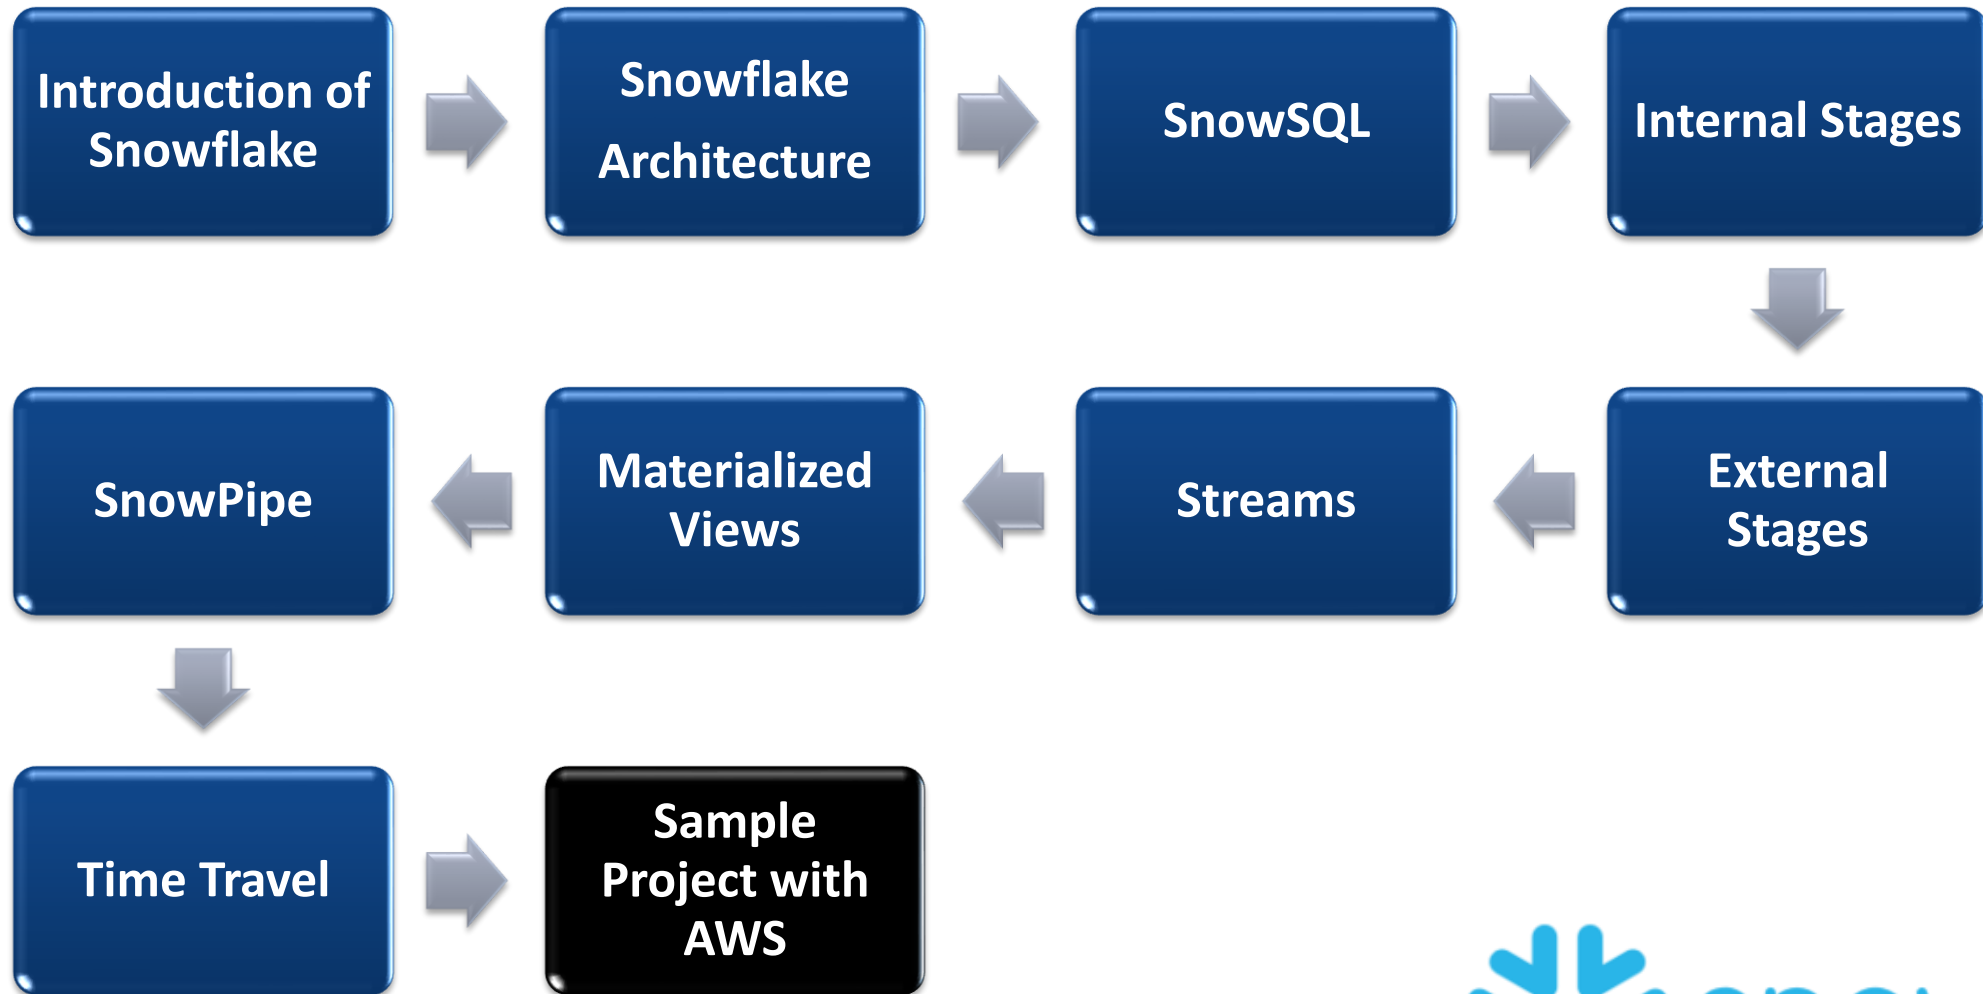 Introduction of
Snowflake
Snowflake
Architecture
SnowSQL
Internal Stages
External
Stages
Streams
Materialized
Views
SnowPipe
Time Travel
Sample
Project with
AWS